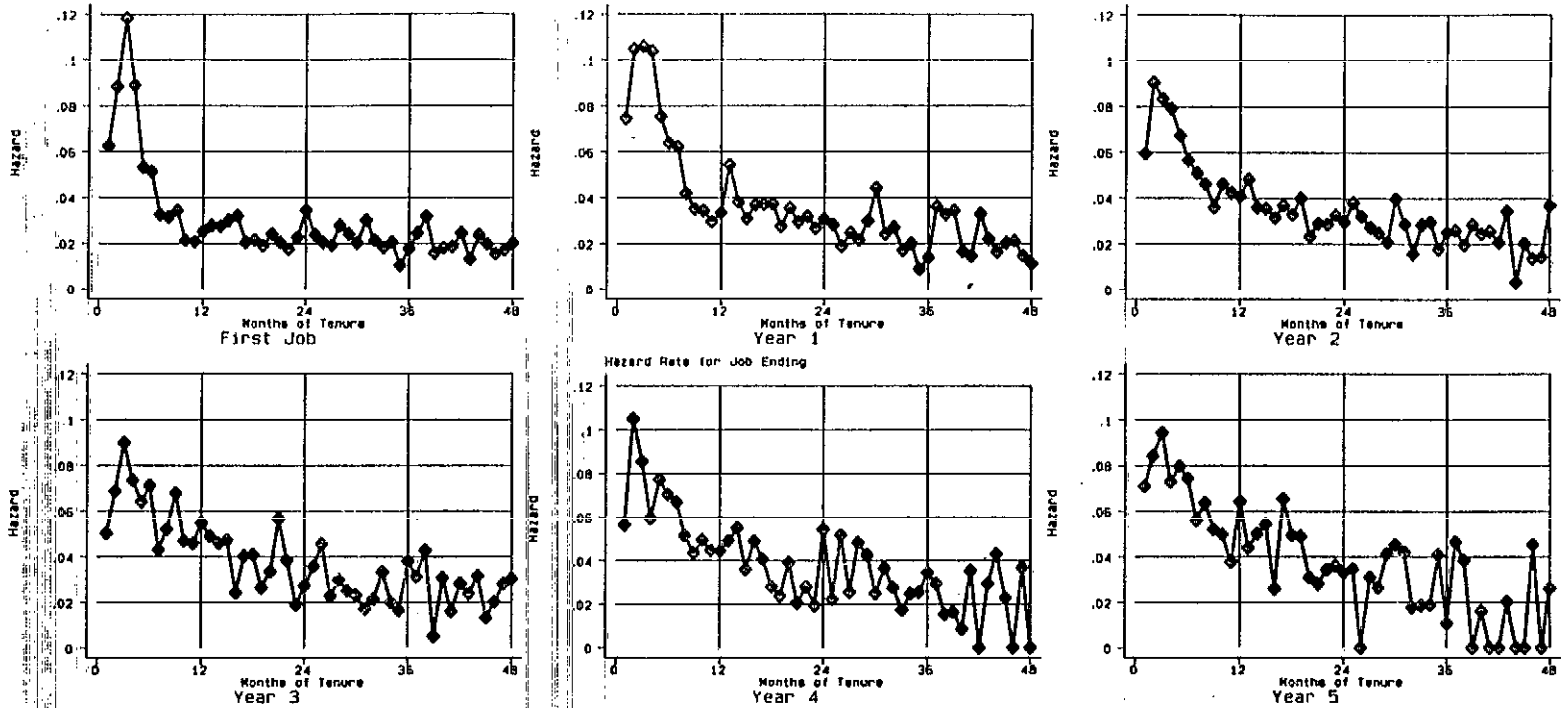 .12
.1
.08
.06
.04
.02
0
Hazard
0 12 24 36 48
Months of Tenure
First Job
.12
.1
.08
.06
.04
.02
0
Hazard
0 12 24 36 48
Months of Tenure
Year 1
.12
.1
.08
.06
.04
.02
0
Hazard
0 12 24 36 48
Months of Tenure
Year 2
.12
.1
.08
.06
.04
.02
0
Hazard
0 12 24 36 48
Months of Tenure
Year 3
Hazard Rate for Job Ending
.12
.1
.08
.06
.04
.02
0
Hazard
0 12 24 36 48
Months of Tenure
Year 4
.12
.1
.08
.06
.04
.02
0
Hazard
0 12 24 36 48
Months of Tenure
Year 5